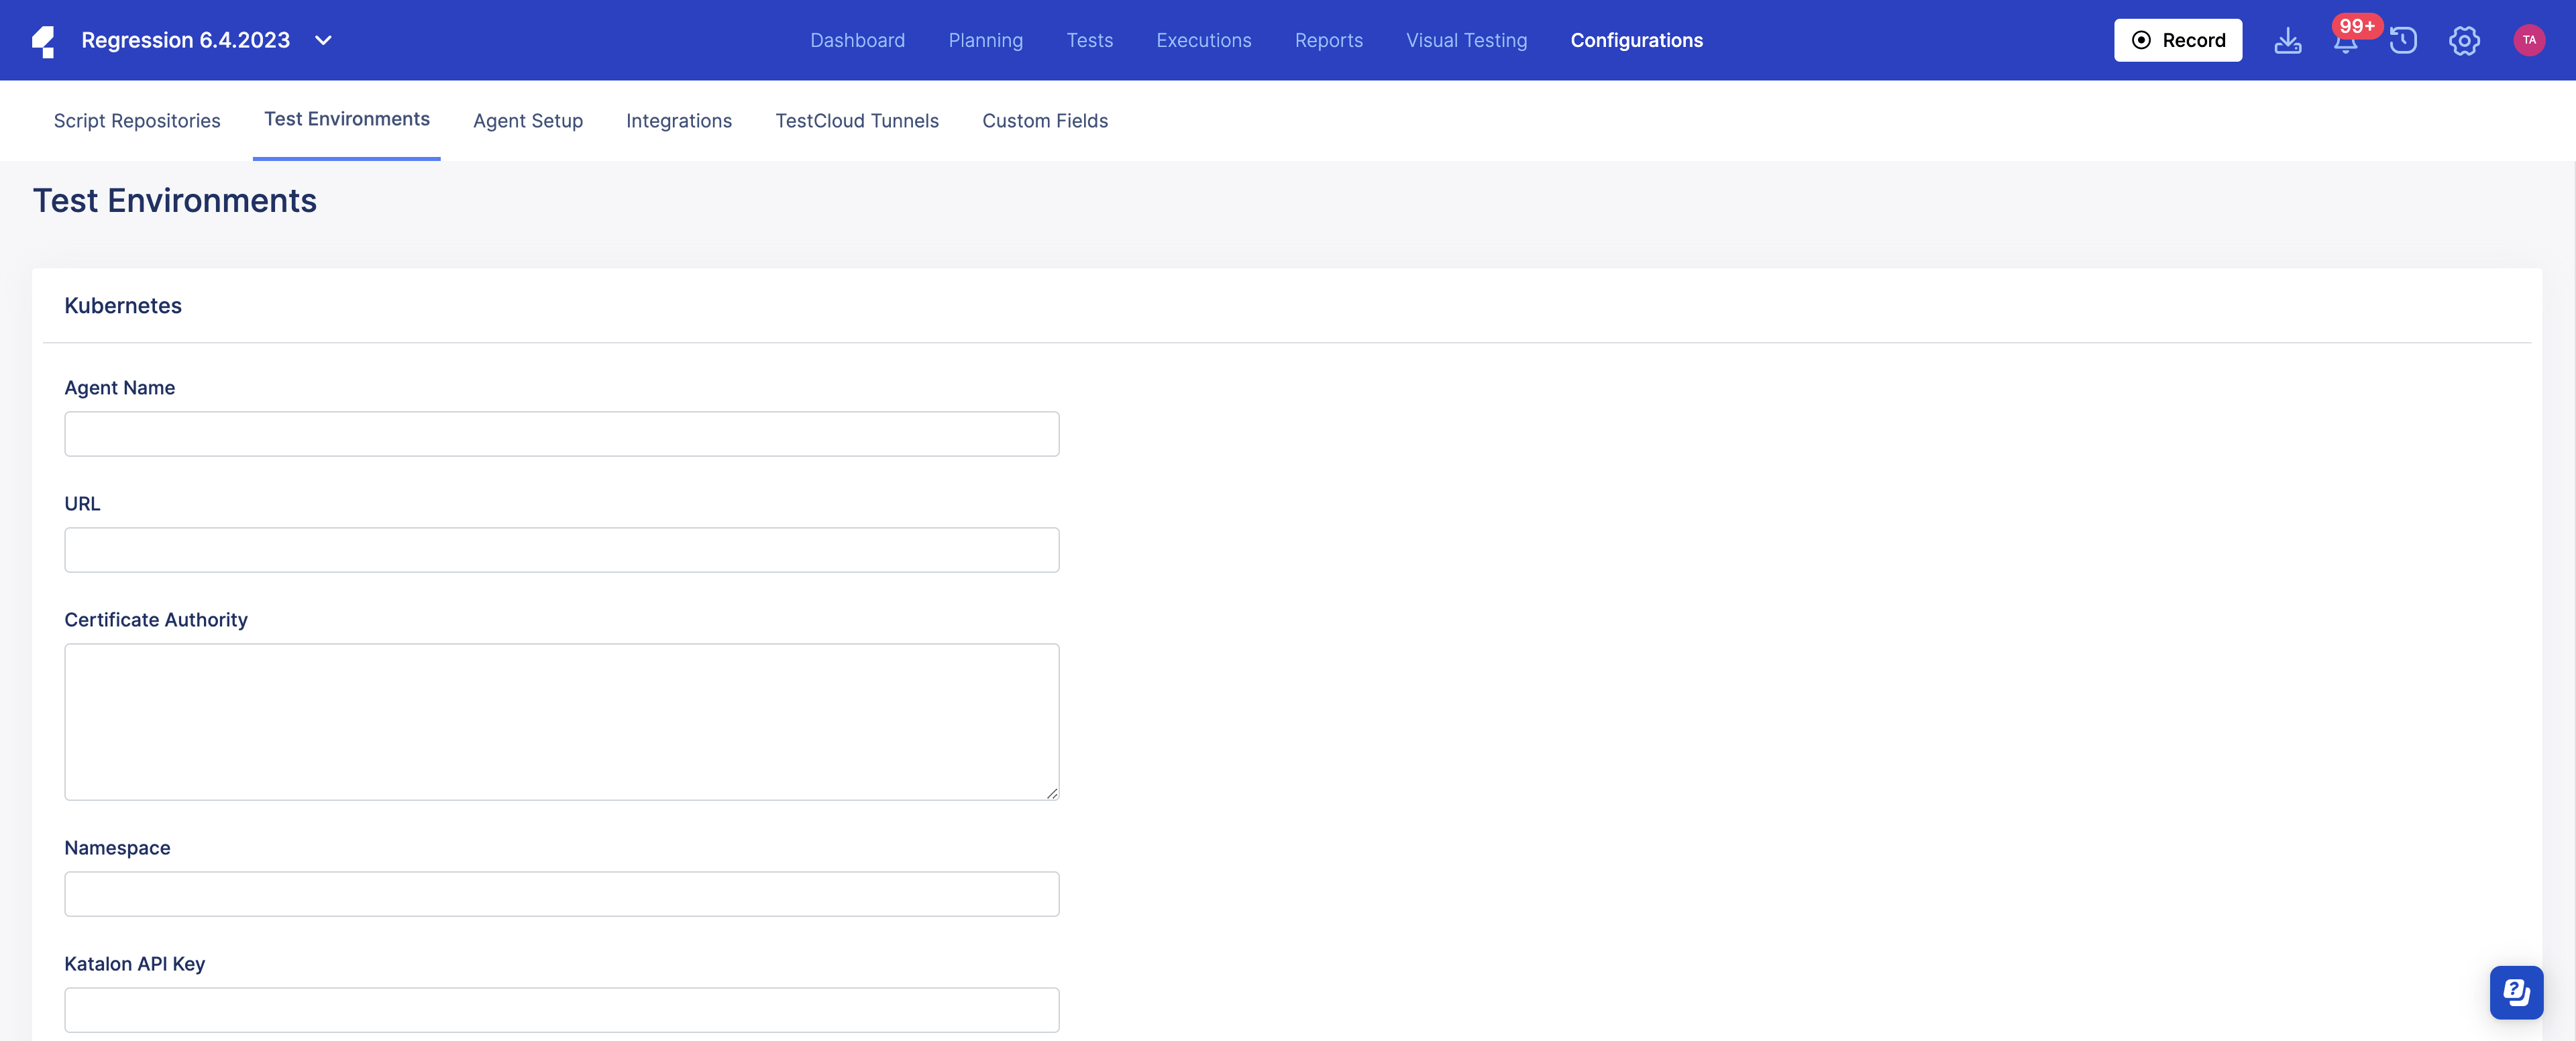 Regression 6.4.2023
Dashboard Planning Tests Executions Reports Visual Testing Configurations
Record
99+
TA
Script Repositories Test Environments Agent Setup Integrations TestCloud Tunnels Custom Fields
Test Environments
Kubernetes
Agent Name
URL
Certificate Authority
Namespace
Katalon API Key
?